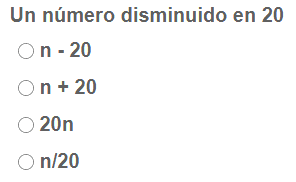 Un número disminuido en 20
n - 20
n + 20
20n
n/20